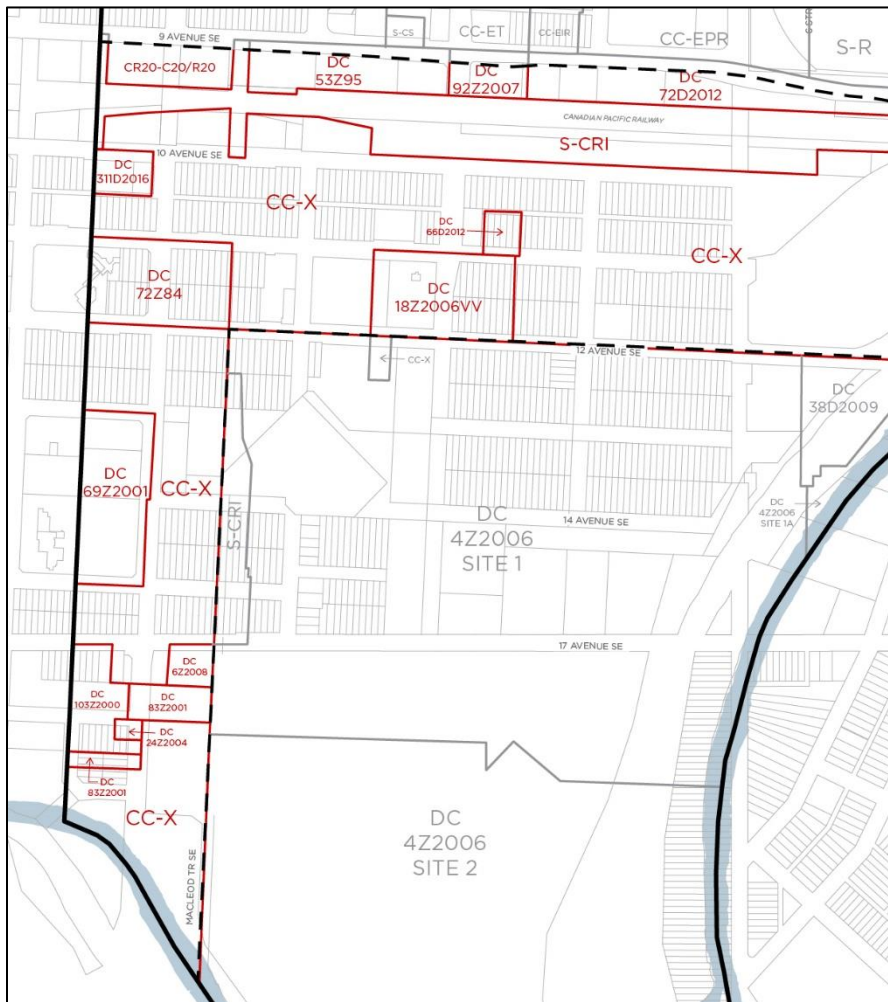 S-CS
CC-ET
CC-EIR
CC-EPR
S-R
9 AVENUE SE
CR20-C20/R20
DC
53Z95
DC
92Z2007
DC
72D2012
CANADIAN PACIFIC RAILWAY
S-CRI
10 AVENUE SE
DC
311D2016
CC-X
DC
66D2012
CC-X
DC
72Z84
DC
18Z2006VV
12 AVENUE SE
CC-X
DC
38D2009
DC
69Z2001
CC-X
S-CRI
DC
4Z2006
SITE 1
14 AVENUE SE
DC
4Z2006
SITE 1A
17 AVENUE SE
DC
6Z2008
DC
103Z2000
DC
83Z2001
DC
24Z2004
DC
83Z2001
CC-X
MACLEOD TR SE
DC
4Z2006
SITE 2